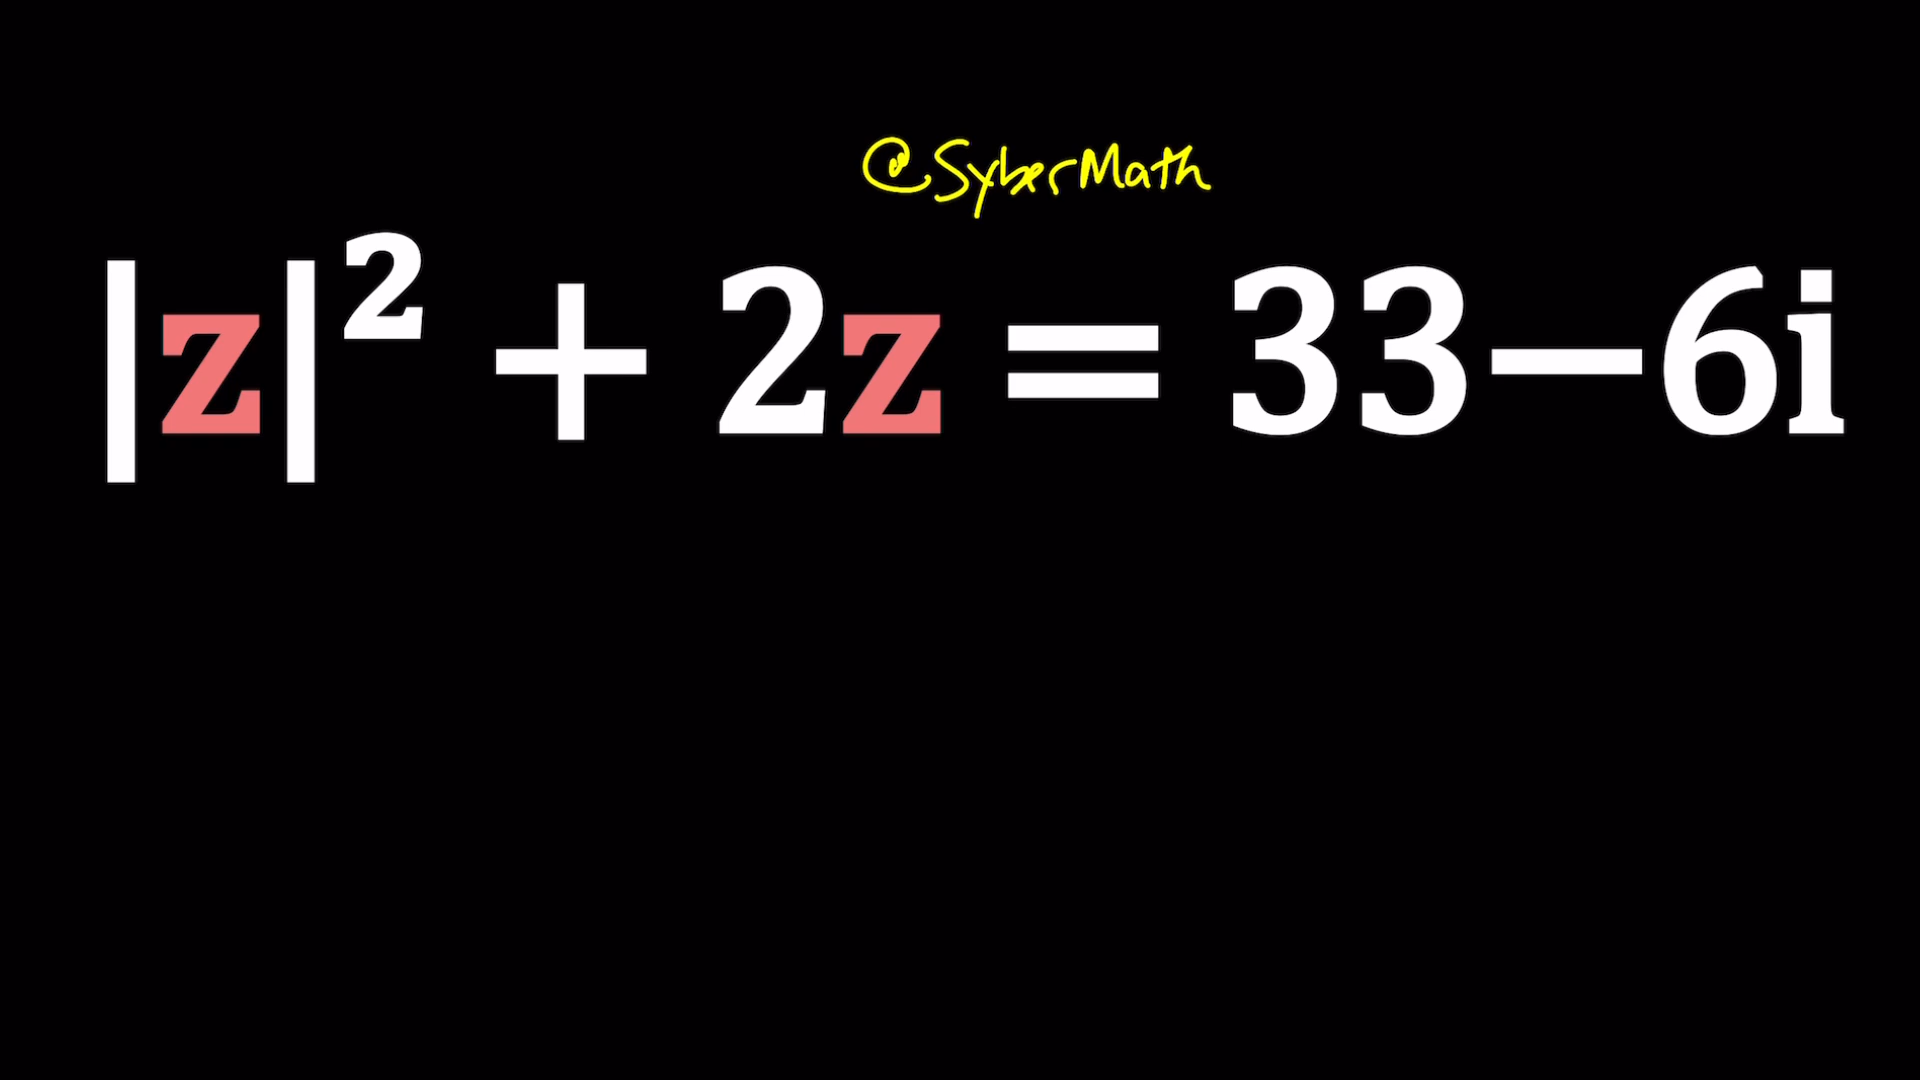 @SyberMath
|z|² + 2z = 33−6i